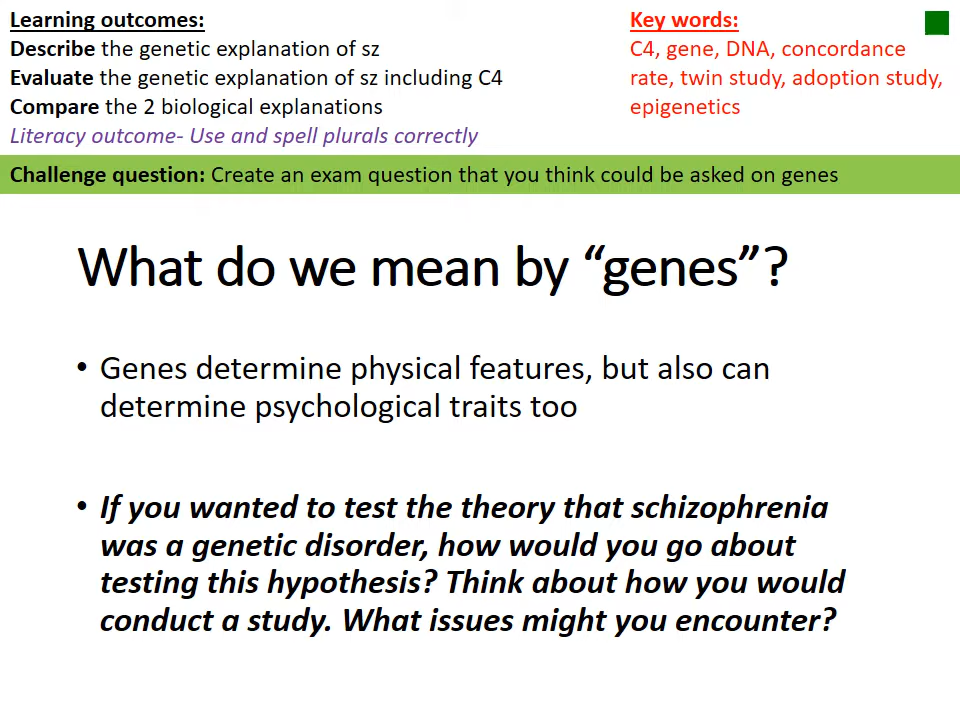 Learning outcomes:
Describe the genetic explanation of sz
Evaluate the genetic explanation of sz including C4
Compare the 2 biological explanations
Literacy outcome- Use and spell plurals correctly
Key words:
C4, gene, DNA, concordance
rate, twin study, adoption study,
epigenetics
Challenge question: Create an exam question that you think could be asked on genes
What do we mean by “genes”?
• Genes determine physical features, but also can
determine psychological traits too
• If you wanted to test the theory that schizophrenia
was a genetic disorder, how would you go about
testing this hypothesis? Think about how you would
conduct a study. What issues might you encounter?